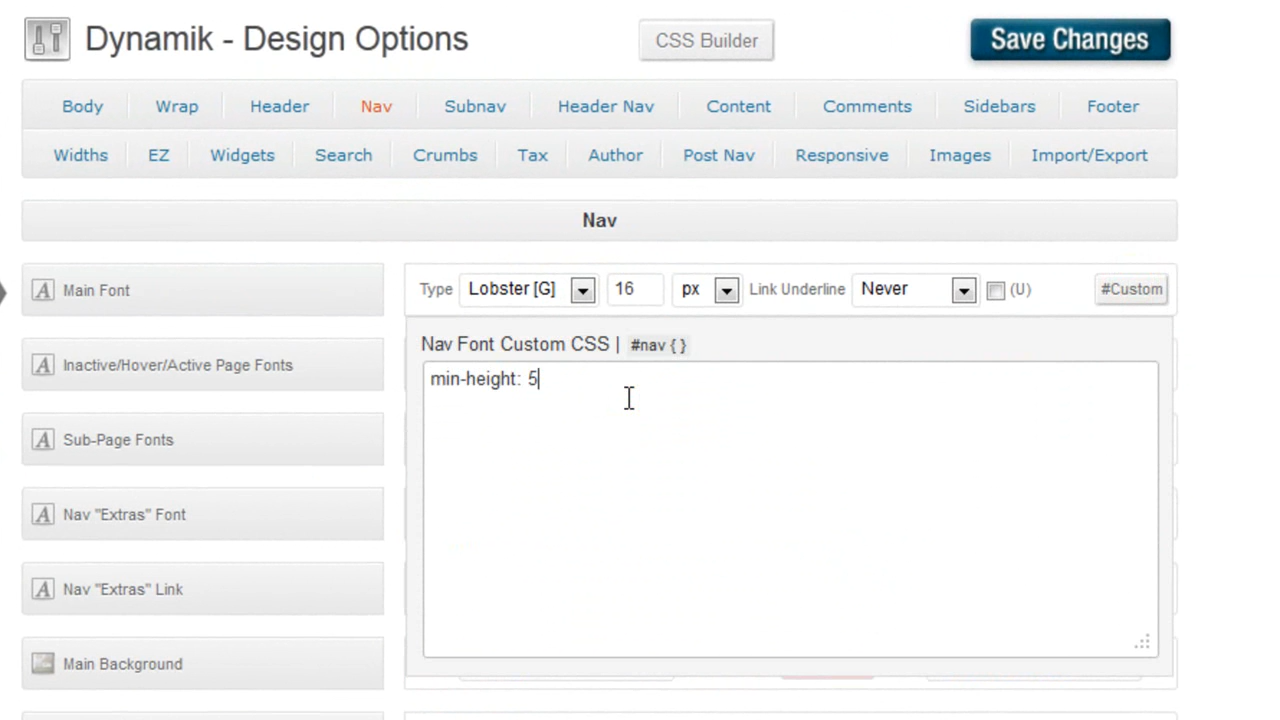 Dynamik - Design Options
CSS Builder
Save Changes
Body Wrap Header Nav Subnav Header Nav Content Comments Sidebars Footer
Widths EZ Widgets Search Crumbs Tax Author Post Nav Responsive Images Import/Export
Nav
Main Font
Type Lobster [G] 16 px Link Underline Never (U) #Custom
Nav Font Custom CSS | #nav { }
min-height: 5
Inactive/Hover/Active Page Fonts
Sub-Page Fonts
Nav "Extras" Font
Nav "Extras" Link
Main Background